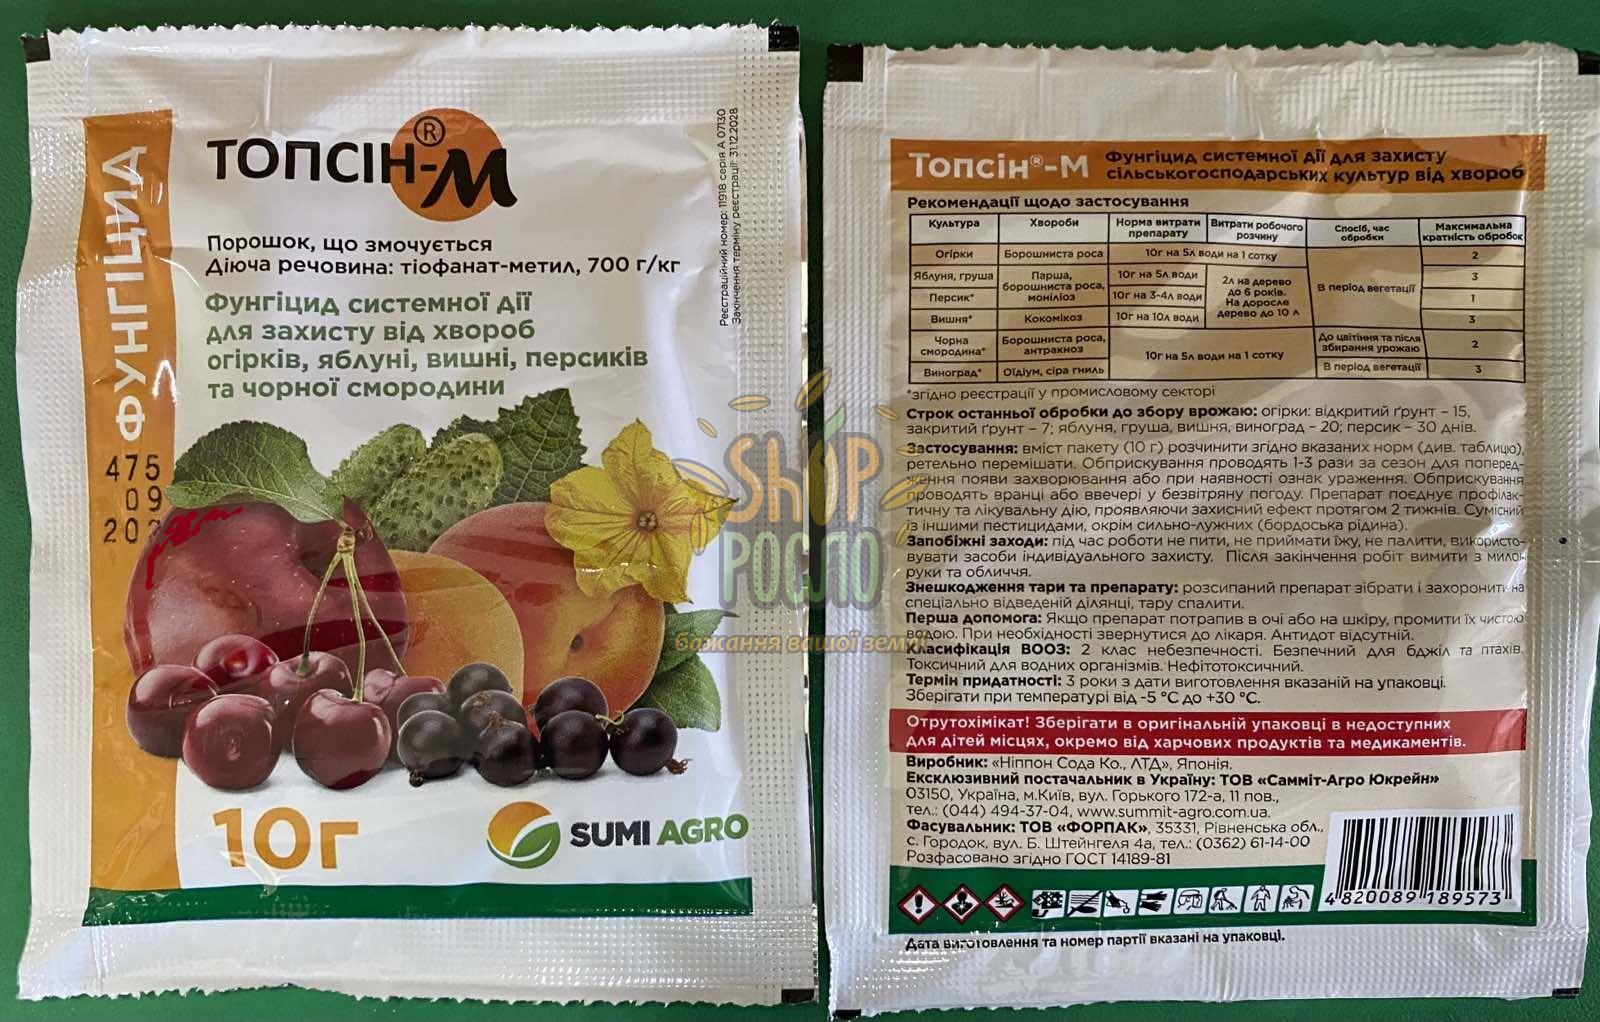 ФУНГІЦИД
ТОПСІН®-М
Порошок, що змочується
Діюча речовина: тіофанат-метил, 700 г/кг
Фунгіцид системної дії
для захисту від хвороб
огірків, яблуні, вишні, персиків
та чорної смородини
Реєстраційний номер: 11918 серія А 07130
Закінчення терміну реєстрації: 31.12.2028
475
09
202
10г
SUMI AGRO
SHOP
РОСЛО
бажання вашої землі
Топсін®-М
Фунгіцид системної дії для захисту
сільськогосподарських культур від хвороб
Рекомендації щодо застосування
Культура Хвороби Норма витрати препарату Витрати робочого розчину Спосіб, час обробки Максимальна кратність обробок
Огірки Борошниста роса 10г на 5л води на 1 сотку В період вегетації 2
Яблуня, груша Парша, борошниста роса, моніліоз 10г на 5л води 2л на дерево до 6 років. На доросле дерево до 10 л 3
Персик* 10г на 3-4л води 1
Вишня* Кокомікоз 10г на 10л води 3
Чорна смородина* Борошниста роса, антракноз 10г на 5л води на 1 сотку До цвітіння та після збирання урожаю 2
Виноград* Оїдіум, сіра гниль В період вегетації 3
*згідно реєстрації у промисловому секторі
Строк останньої обробки до збору врожаю: огірки: відкритий ґрунт – 15,
закритий ґрунт – 7; яблуня, груша, вишня, виноград – 20; персик – 30 днів.
Застосування: вміст пакету (10 г) розчинити згідно вказаних норм (див. таблицю),
ретельно перемішати. Обприскування проводять 1-3 рази за сезон для поперед-
ження появи захворювання або при наявності ознак ураження. Обприскування
проводять вранці або ввечері у безвітряну погоду. Препарат поєднує профілак-
тичну та лікувальну дію, проявляючи захисний ефект протягом 2 тижнів. Сумісний
із іншими пестицидами, окрім сильно-лужних (бордоська рідина).
Запобіжні заходи: під час роботи не пити, не приймати їжу, не палити, використо-
вувати засоби індивідуального захисту. Після закінчення робіт вимити з милом
руки та обличчя.
Знешкодження тари та препарату: розсипаний препарат зібрати і захоронити на
спеціально відведеній ділянці, тару спалити.
Перша допомога: Якщо препарат потрапив в очі або на шкіру, промити їх чистою
водою. При необхідності звернутися до лікаря. Антидот відсутній.
Класифікація ВООЗ: 2 клас небезпечності. Безпечний для бджіл та птахів.
Токсичний для водних організмів. Нефітотоксичний.
Термін придатності: 3 роки з дати виготовлення вказаній на упаковці.
Зберігати при температурі від -5 °С до +30 °С.
Отрутохімікат! Зберігати в оригінальній упаковці в недоступних
для дітей місцях, окремо від харчових продуктів та медикаментів.
Виробник: «Ніппон Сода Ко., ЛТД», Японія.
Ексклюзивний постачальник в Україну: ТОВ «Самміт-Агро Юкрейн»
03150, Україна, м.Київ, вул. Горького 172-а, 11 пов.,
тел.: (044) 494-37-04, www.summit-agro.com.ua.
Фасувальник: ТОВ «ФОРПАК», 35331, Рівненська обл.,
с. Городок, вул. Б. Штейнгеля 4а, тел.: (0362) 61-14-00
Розфасовано згідно ГОСТ 14189-81
4 820089 189573
Дата виготовлення та номер партії вказані на упаковці.